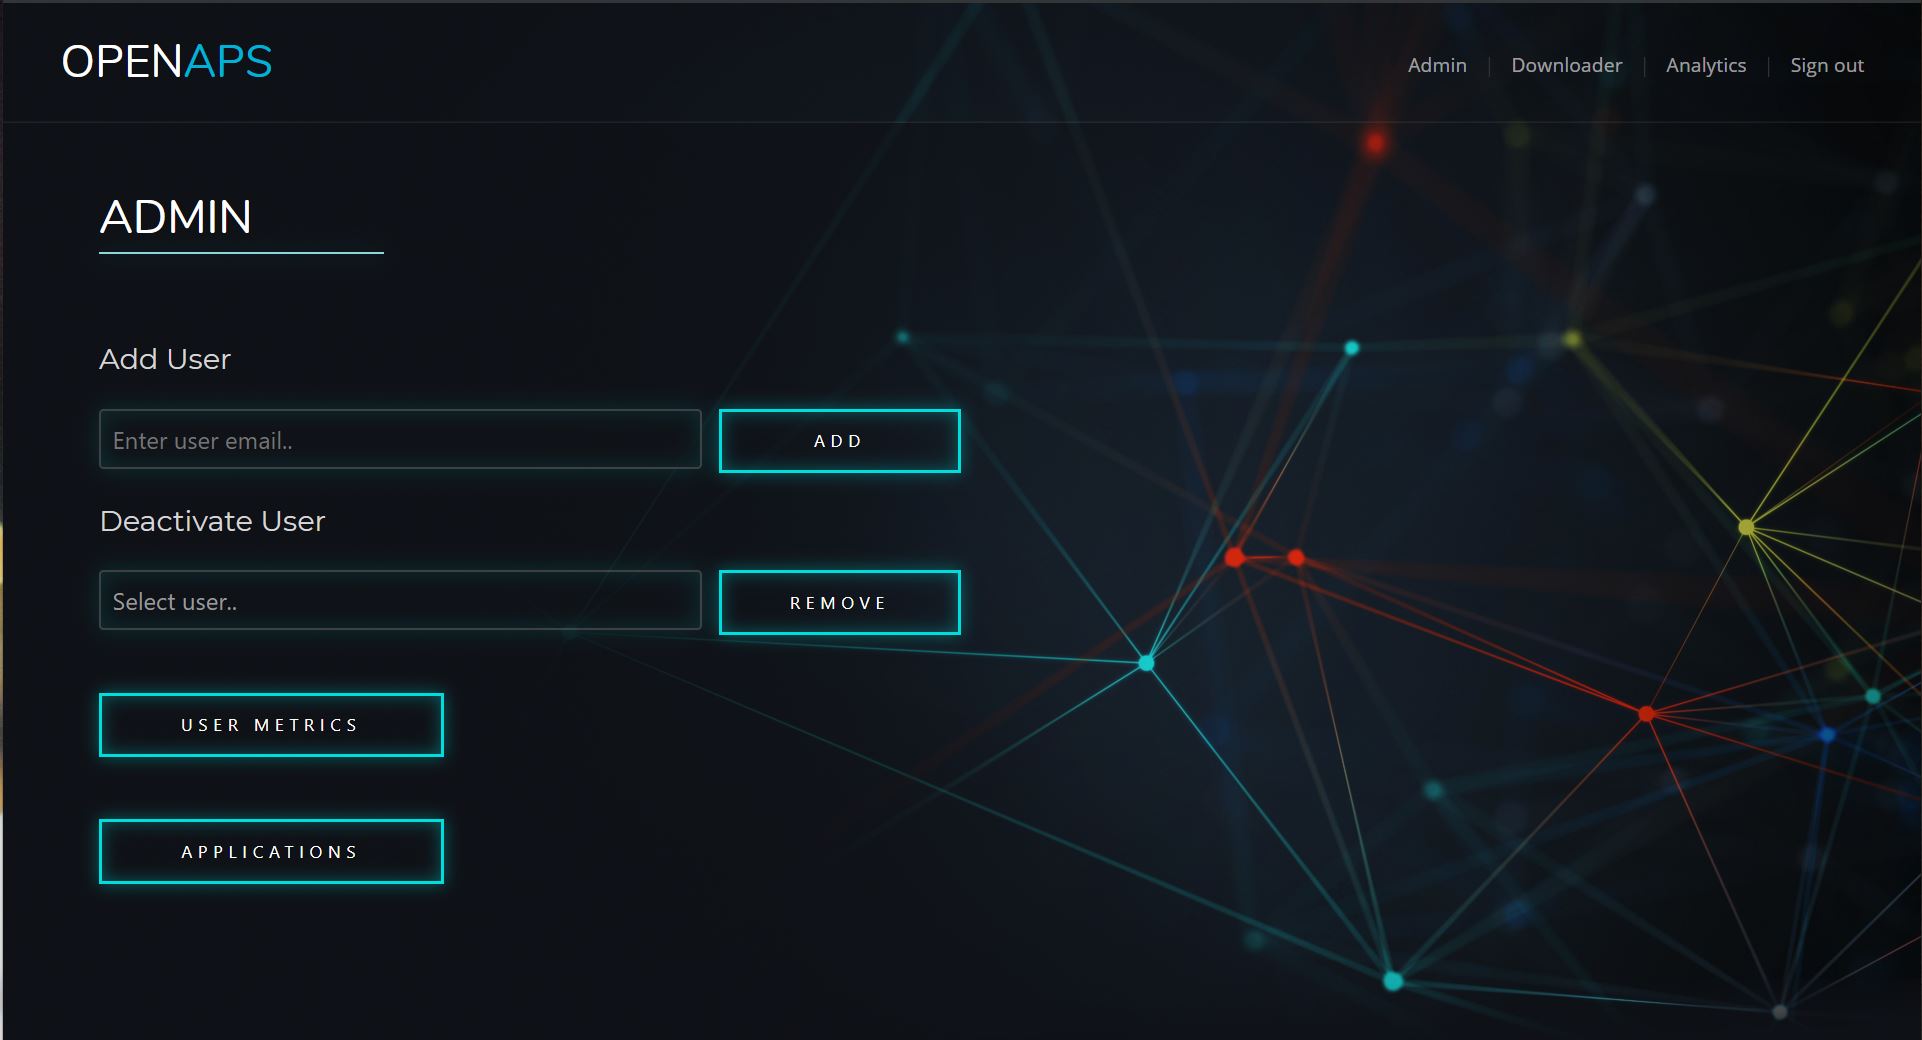 OPENAPS
Admin
Downloader
Analytics
Sign out
ADMIN
Add User
Enter user email..
ADD
Deactivate User
Select user..
REMOVE
USER METRICS
APPLICATIONS